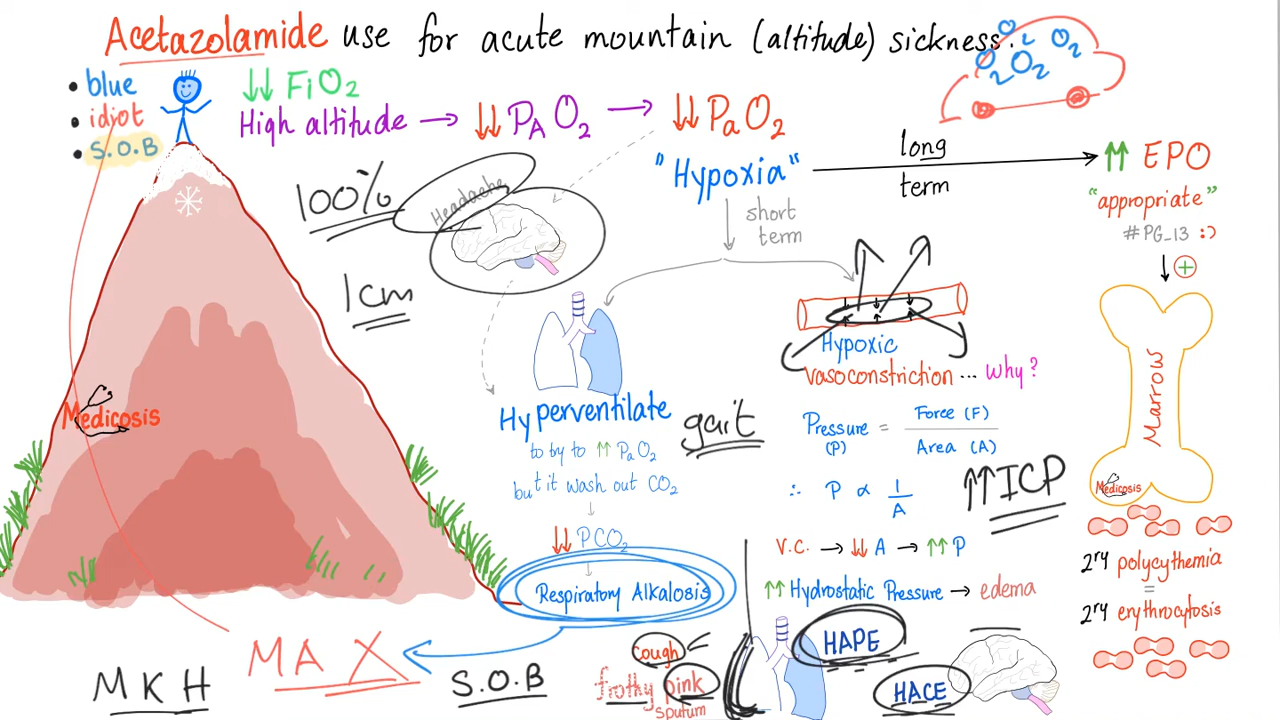 Acetazolamide use for acute mountain (altitude) sickness.
• blue
• idiot
• S.O.B
↓↓ FiO2
High altitude → ↓↓ PAO2 → ↓↓ PaO2
"Hypoxia"
O2 O2 O2
long term
↑↑ EPO
"appropriate"
#PG_13 :)
+
short term
100%
Headache
1cm
Hypoxic
vasoconstriction ... why?
Hyperventilate
to try to ↑↑ PaO2
but it wash out CO2
↓
↓↓ PCO2
↓
Respiratory Alkalosis
gait
Pressure (P) = Force (F) / Area (A)
∴ P ∝ 1/A
↑↑ICP
V.C. → ↓↓ A → ↑↑ P
↑↑ Hydrostatic Pressure → edema
Marrow
Medicosis
Medicosis
2ry polycythemia
=
2ry erythrocytosis
MAX
MKH
S.O.B
cough
frothy pink
sputum
HAPE
HACE